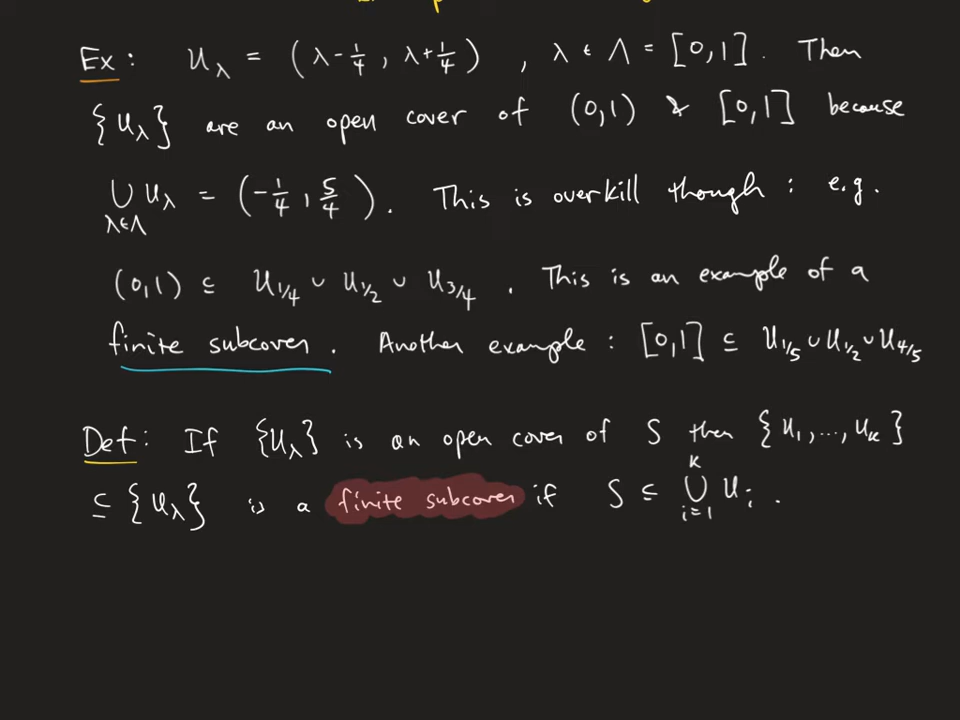 Ex: U_λ = (λ-1/4, λ+1/4), λ ∈ Λ = [0,1]. Then
{U_λ} are an open cover of (0,1) & [0,1] because
∪_{λ∈Λ} U_λ = (-1/4, 5/4). This is overkill though: e.g.
(0,1) ⊆ U_{1/4} ∪ U_{1/2} ∪ U_{3/4}. This is an example of a
finite subcover. Another example: [0,1] ⊆ U_{1/5} ∪ U_{1/2} ∪ U_{4/5}
Def: If {U_λ} is an open cover of S then {U_1, ..., U_K}
⊆ {U_λ} is a finite subcover if S ⊆ ∪_{i=1}^{K} U_i.